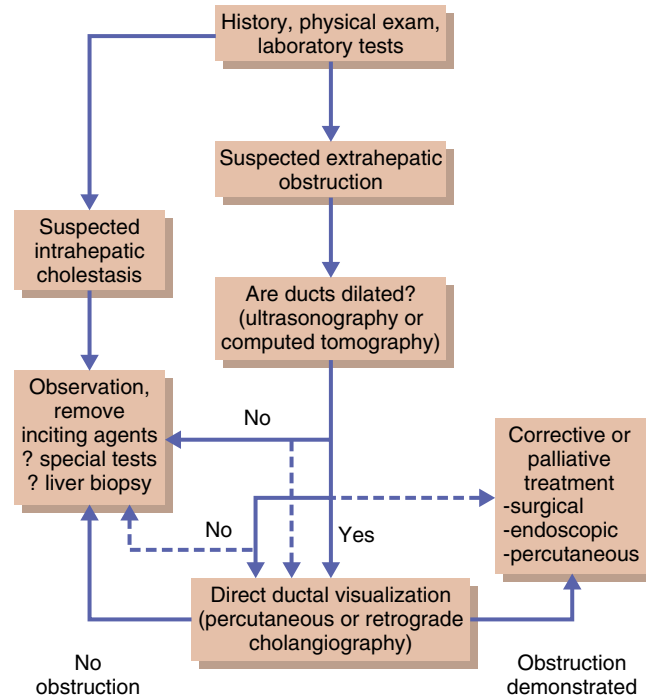 History, physical exam,
laboratory tests
Suspected extrahepatic
obstruction
Suspected
intrahepatic
cholestasis
Are ducts dilated?
(ultrasonography or
computed tomography)
Observation,
remove
inciting agents
? special tests
? liver biopsy
No
Corrective or
palliative
treatment
-surgical
-endoscopic
-percutaneous
No
Yes
Direct ductal visualization
(percutaneous or retrograde
cholangiography)
No
obstruction
Obstruction
demonstrated